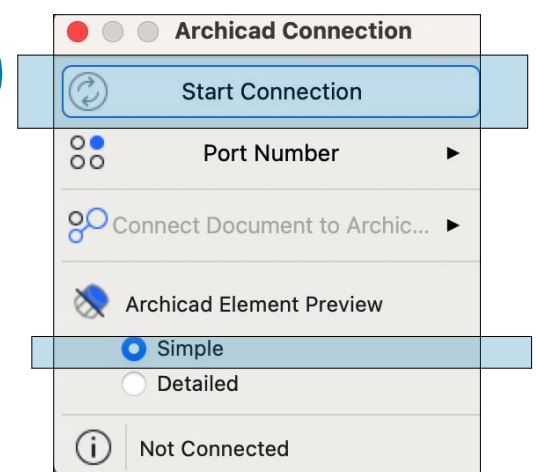 Archicad Connection
Start Connection
Port Number
Connect Document to Archic...
Archicad Element Preview
Simple
Detailed
Not Connected